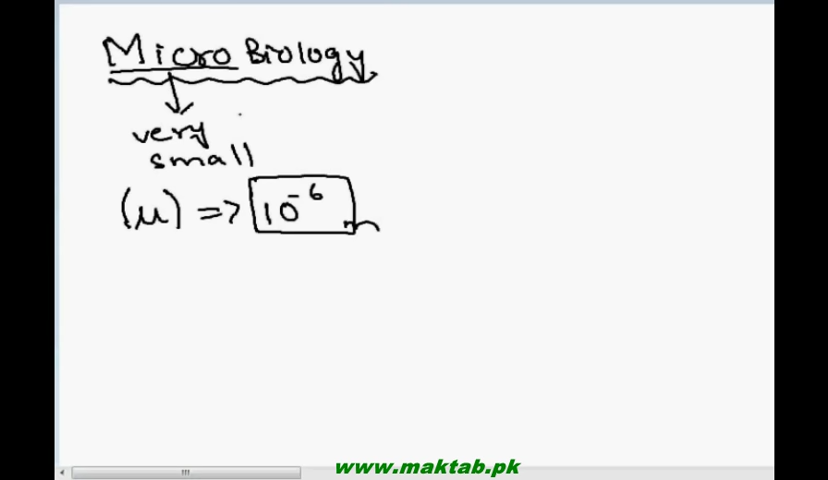 Micro Biology
very
small
(μ) => 10⁻⁶ m
www.maktab.pk